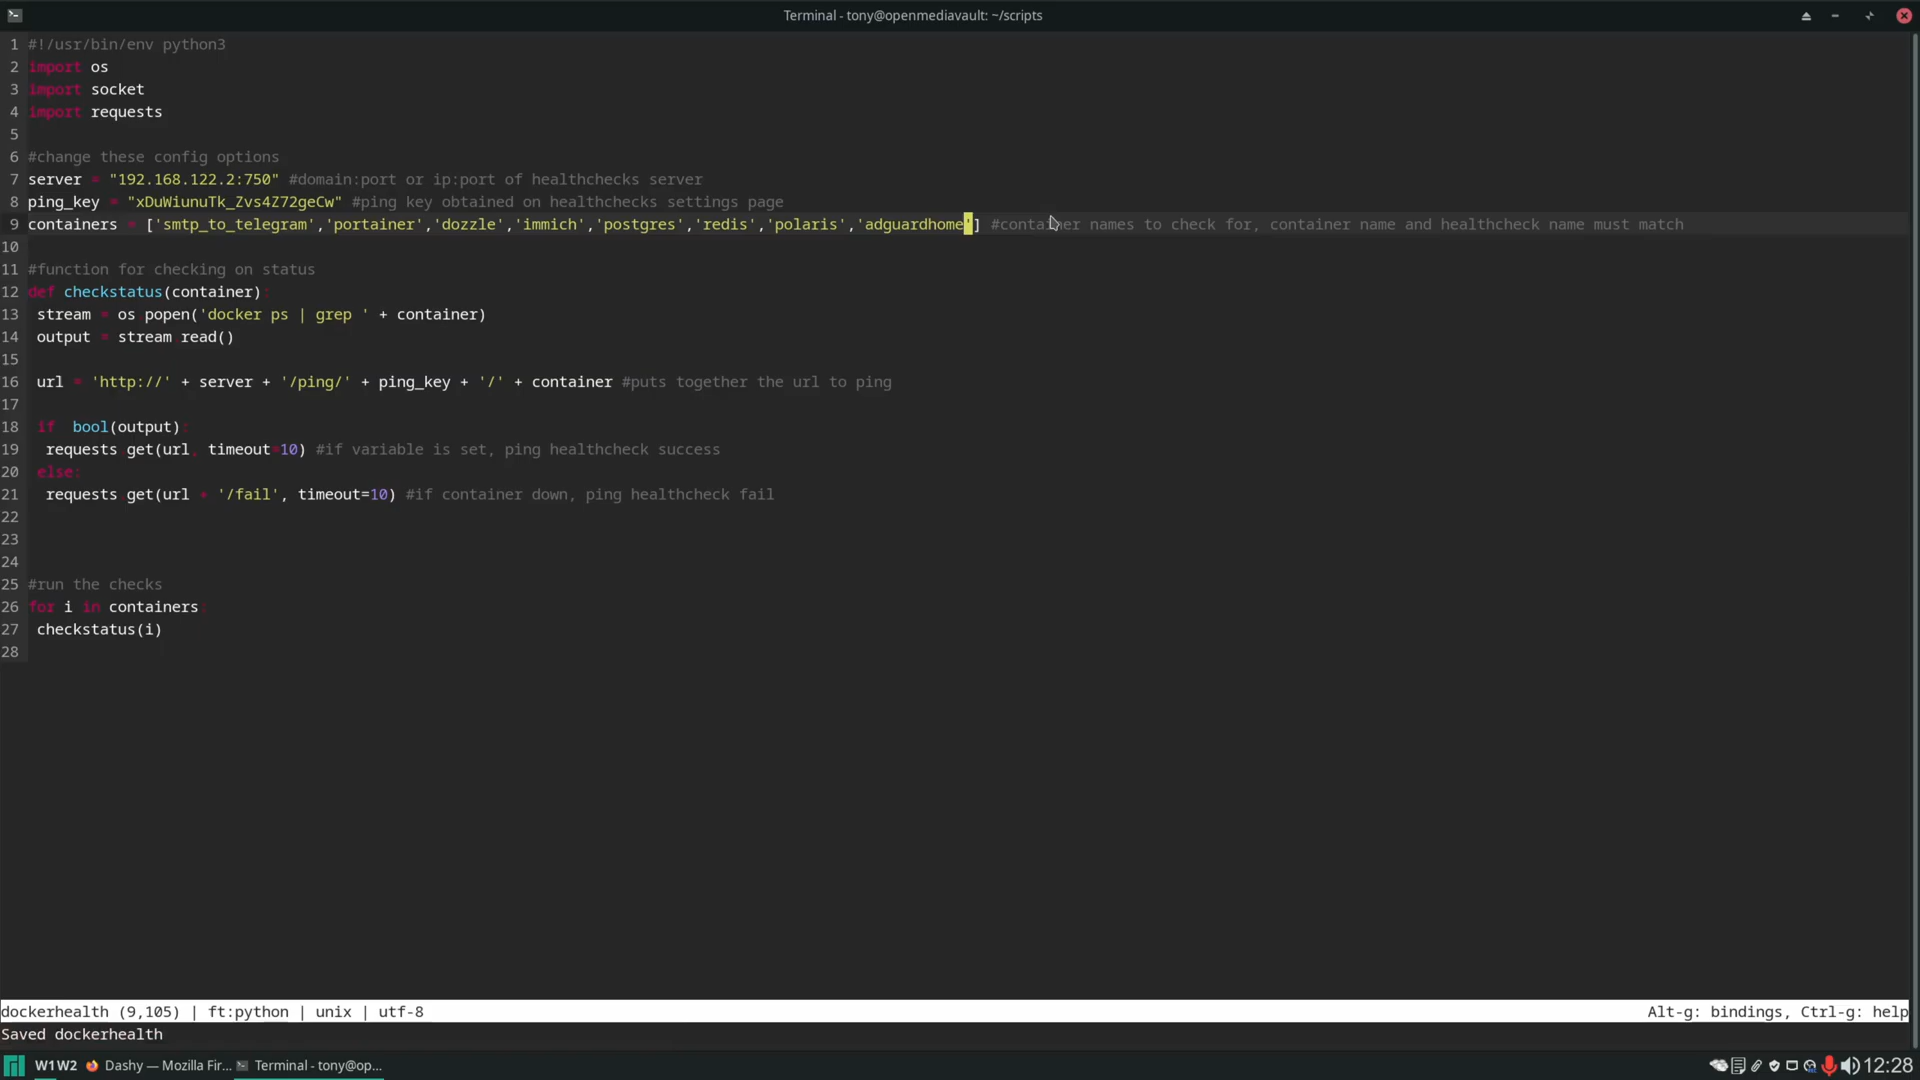 Terminal - tony@openmediavault: ~/scripts
1 #!/usr/bin/env python3
2 import os
3 import socket
4 import requests
5
6 #change these config options
7 server = "192.168.122.2:750" #domain:port or ip:port of healthchecks server
8 ping_key = "xDuWiunuTk_Zvs4Z72geCw" #ping key obtained on healthchecks settings page
9 containers = ['smtp_to_telegram','portainer','dozzle','immich','postgres','redis','polaris','adguardhome'] #container names to check for, container name and healthcheck name must match
10
11 #function for checking on status
12 def checkstatus(container):
13  stream = os.popen('docker ps | grep ' + container)
14  output = stream.read()
15
16  url = 'http://' + server + '/ping/' + ping_key + '/' + container #puts together the url to ping
17
18  if  bool(output):
19   requests.get(url, timeout=10) #if variable is set, ping healthcheck success
20  else:
21   requests.get(url + '/fail', timeout=10) #if container down, ping healthcheck fail
22
23
24
25 #run the checks
26 for i in containers:
27  checkstatus(i)
28
dockerhealth (9,105) | ft:python | unix | utf-8 Alt-g: bindings, Ctrl-g: help
Saved dockerhealth
W1W2 Dashy — Mozilla Fir... Terminal - tony@op... 12:28